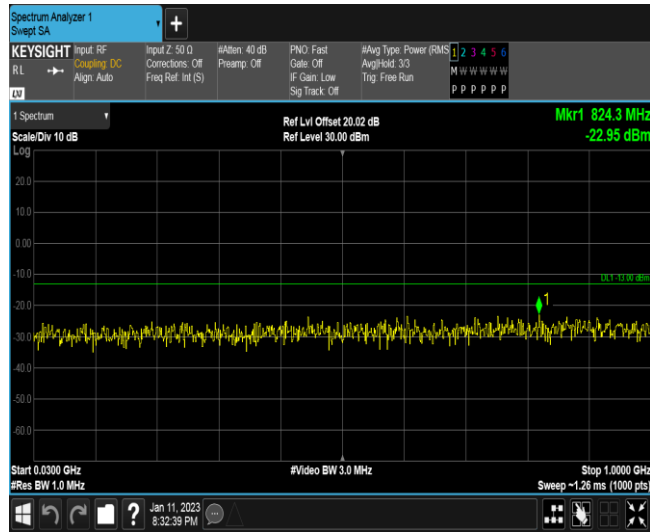 Spectrum Analyzer 1
Swept SA
+
KEYSIGHT Input: RF Input Z: 50 Ω #Atten: 40 dB PNO: Fast #Avg Type: Power (RMS 1 2 3 4 5 6
RL Coupling: DC Corrections: Off Preamp: Off Gate: Off Avg|Hold: 3/3 M W W W W W
Align: Auto Freq Ref: Int (S) IF Gain: Low Trig: Free Run
LXI Sig Track: Off P P P P P P
1 Spectrum
Ref Lvl Offset 20.02 dB Mkr1 824.3 MHz
Scale/Div 10 dB Ref Level 30.00 dBm -22.95 dBm
Log
20.0
10.0
0.00
-10.0
DL1 -13.00 dBm
-20.0
1
-30.0
-40.0
-50.0
-60.0
Start 0.0300 GHz #Video BW 3.0 MHz Stop 1.0000 GHz
#Res BW 1.0 MHz Sweep ~1.26 ms (1000 pts)
? Jan 11, 2023
8:32:39 PM